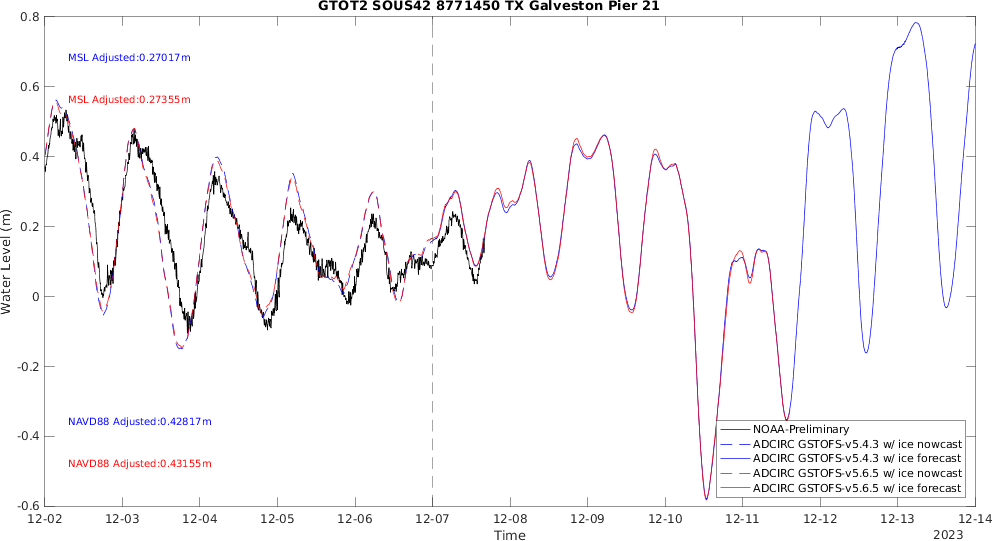 GTOT2 SOUS42 8771450 TX Galveston Pier 21
0.8
MSL Adjusted:0.27017m
0.6
MSL Adjusted:0.27355m
0.4
0.2
Water Level (m)
0
-0.2
NAVD88 Adjusted:0.42817m
-0.4
NAVD88 Adjusted:0.43155m
-0.6
NOAA-Preliminary
ADCIRC GSTOFS-v5.4.3 w/ ice nowcast
ADCIRC GSTOFS-v5.4.3 w/ ice forecast
ADCIRC GSTOFS-v5.6.5 w/ ice nowcast
ADCIRC GSTOFS-v5.6.5 w/ ice forecast
12-02 12-03 12-04 12-05 12-06 12-07 12-08 12-09 12-10 12-11 12-12 12-13 12-14
Time
2023